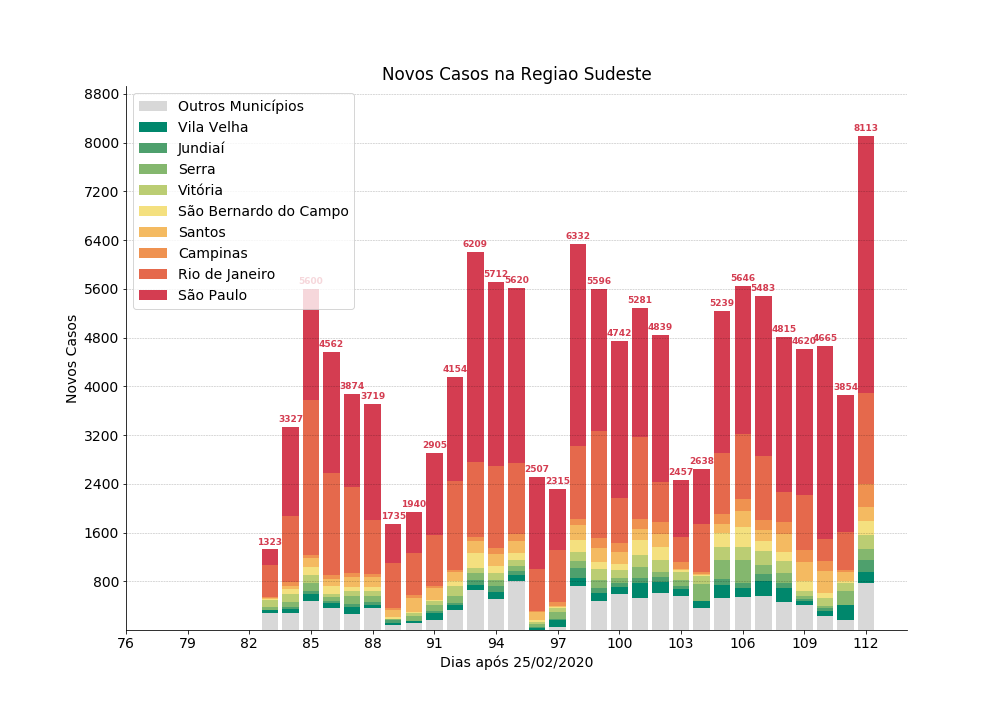 Novos Casos na Regiao Sudeste
Outros Municípios
Vila Velha
Jundiaí
Serra
Vitória
São Bernardo do Campo
Santos
Campinas
Rio de Janeiro
São Paulo
8800
8000
7200
6400
5600
4800
4000
3200
2400
1600
800
Novos Casos
1323
3327
5600
4562
3874
3719
1735
1940
2905
4154
6209
5712
5620
2507
2315
6332
5596
4742
5281
4839
2457
2638
5239
5646
5483
4815
4620
4665
3854
8113
76 79 82 85 88 91 94 97 100 103 106 109 112
Dias após 25/02/2020